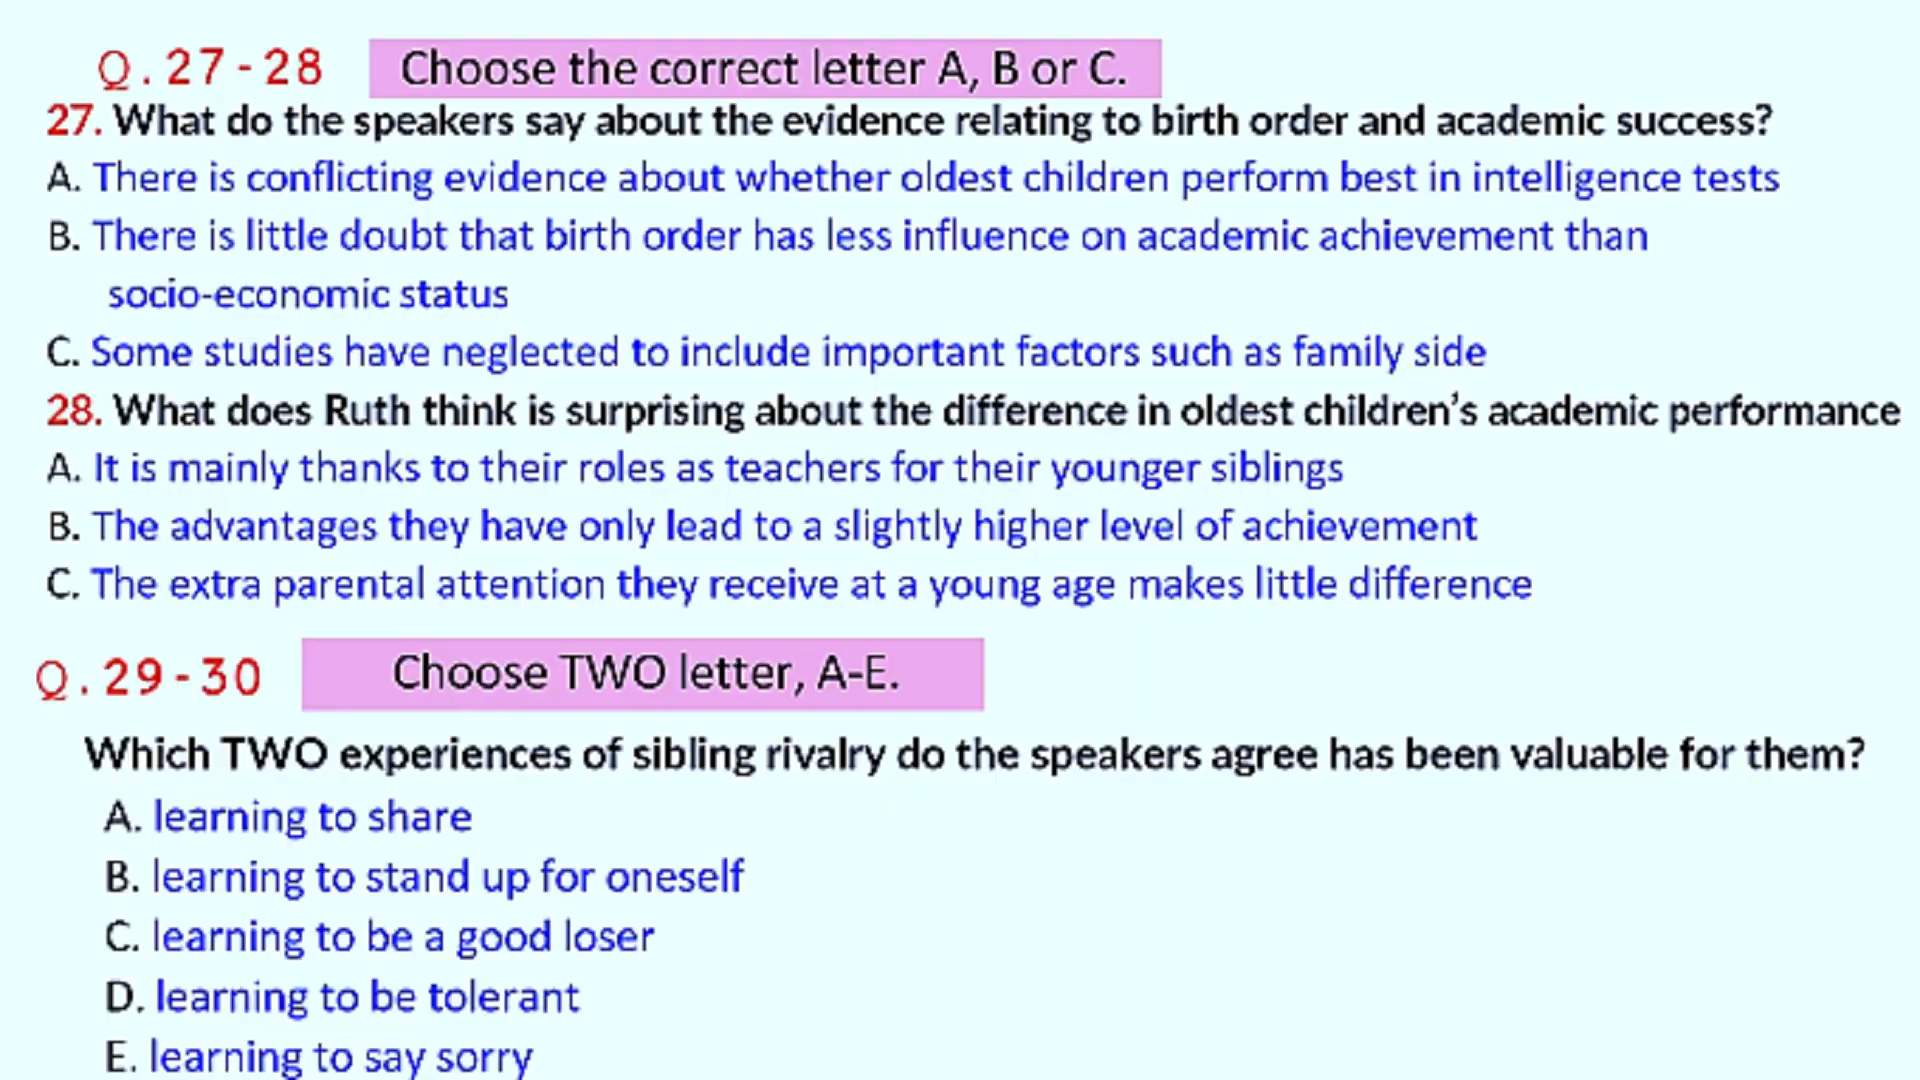 Q.27-28 Choose the correct letter A, B or C.
27. What do the speakers say about the evidence relating to birth order and academic success?
A. There is conflicting evidence about whether oldest children perform best in intelligence tests
B. There is little doubt that birth order has less influence on academic achievement than
socio-economic status
C. Some studies have neglected to include important factors such as family side
28. What does Ruth think is surprising about the difference in oldest children's academic performance
A. It is mainly thanks to their roles as teachers for their younger siblings
B. The advantages they have only lead to a slightly higher level of achievement
C. The extra parental attention they receive at a young age makes little difference
Q.29-30 Choose TWO letter, A-E.
Which TWO experiences of sibling rivalry do the speakers agree has been valuable for them?
A. learning to share
B. learning to stand up for oneself
C. learning to be a good loser
D. learning to be tolerant
E. learning to say sorry